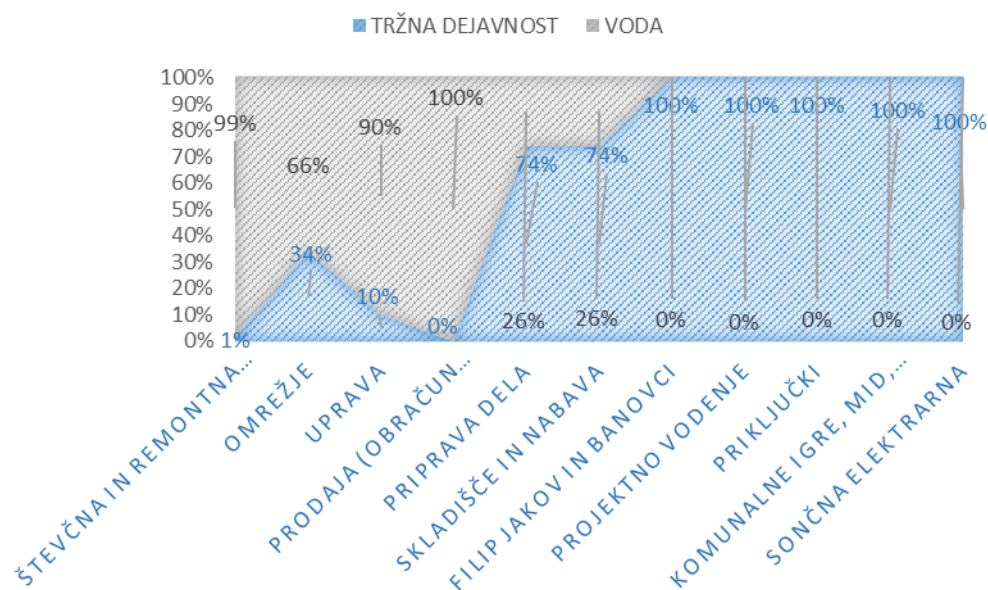 TRŽNA DEJAVNOST VODA
100%
90%
80%
70%
60%
50%
40%
30%
20%
10%
0%
99%
66%
90%
100%
26%
26%
0%
0%
0%
0%
0%
1%
34%
10%
0%
74%
74%
100%
100%
100%
100%
100%
ŠTEVČNA IN REMONTNA...
OMREŽJE
UPRAVA
PRODAJA (OBRAČUN...
PRIPRAVA DELA
SKLADIŠČE IN NABAVA
FILIP JAKOV IN BANOVCI
PROJEKTNO VODENJE
PRIKLJUČKI
KOMUNALNE IGRE, MID,...
SONČNA ELEKTRARNA